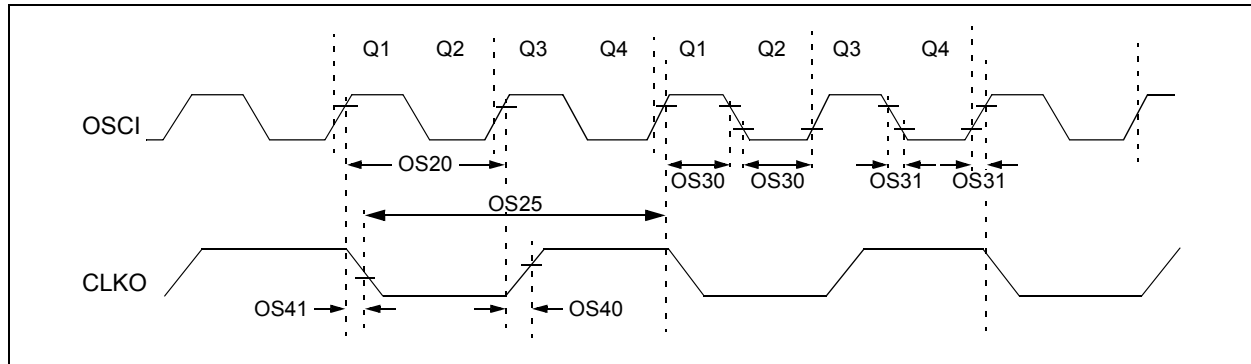 Q1 Q2 Q3 Q4 Q1 Q2 Q3 Q4
OSCI
OS20
OS30 OS30 OS31 OS31
OS25
CLKO
OS41 OS40